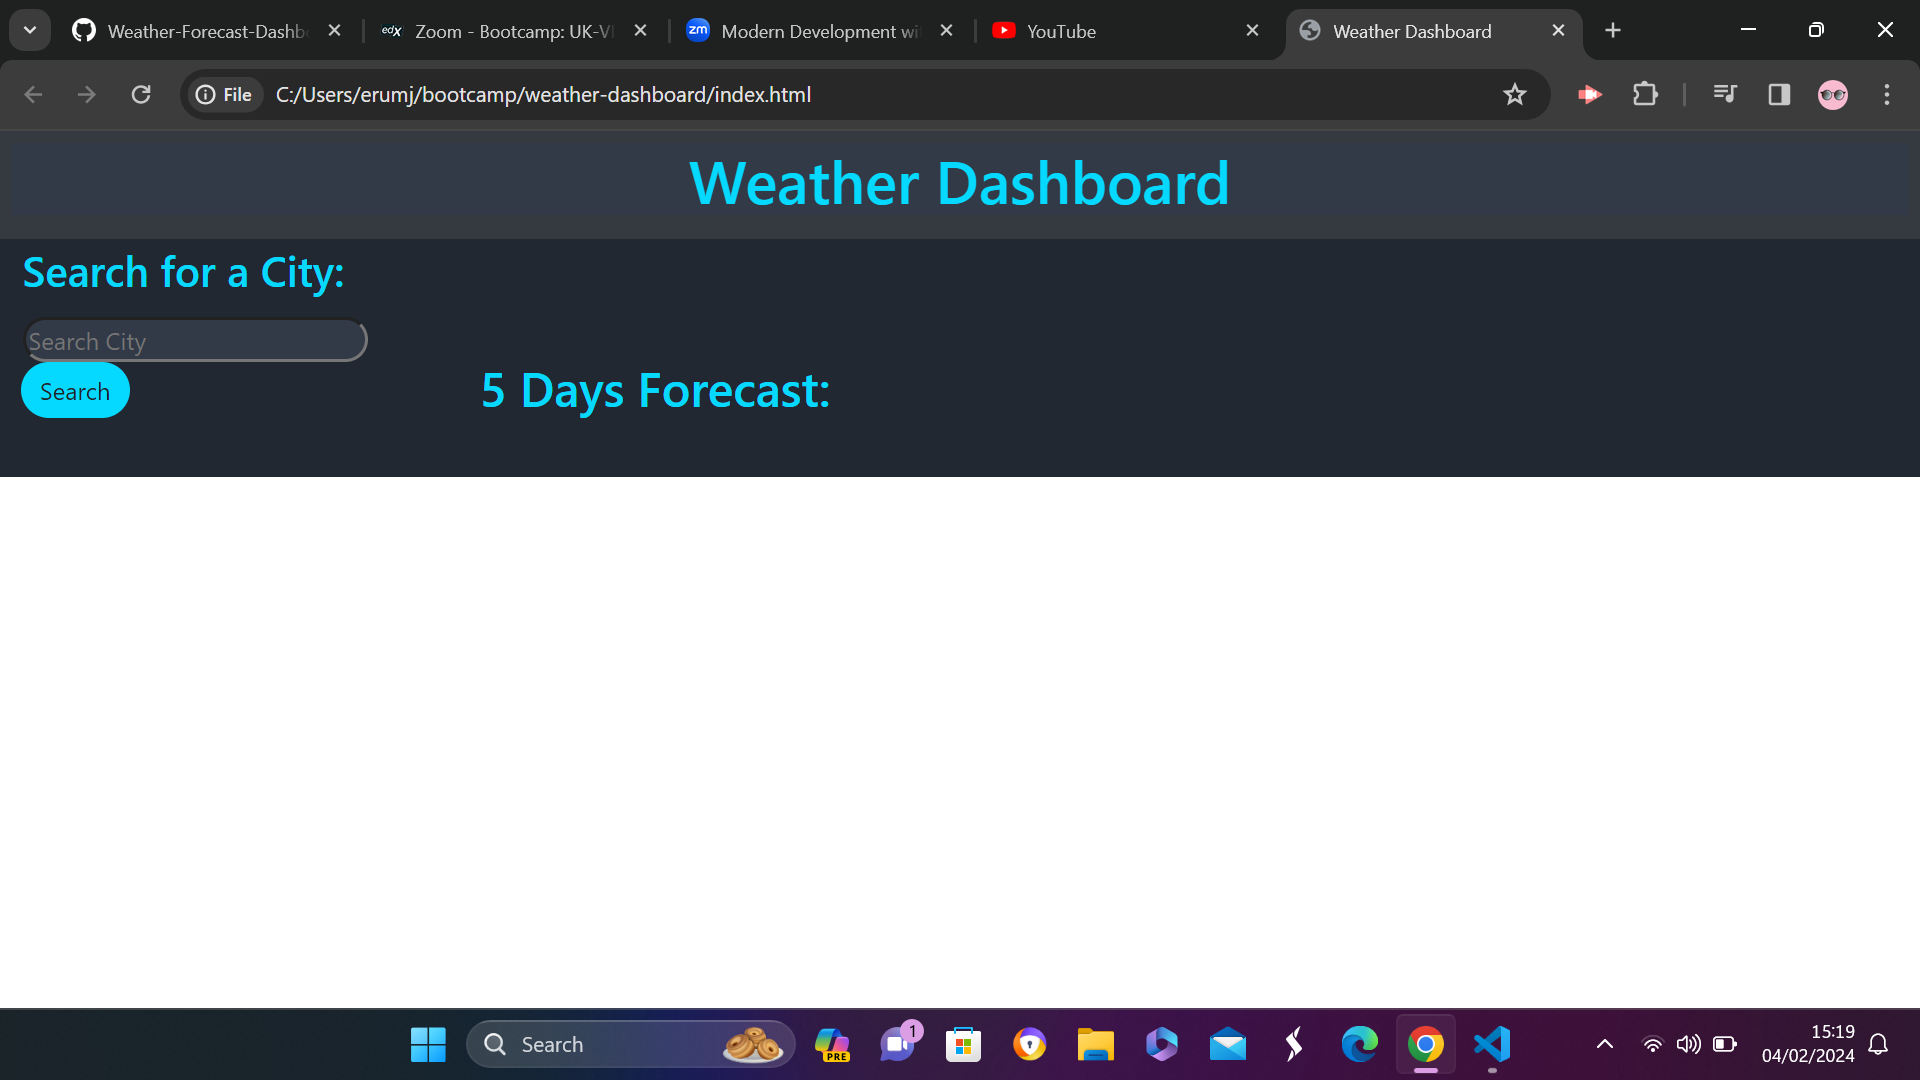 Weather-Forecast-Dashb
edX Zoom - Bootcamp: UK-VI
zm Modern Development wi
YouTube
Weather Dashboard
File C:/Users/erumj/bootcamp/weather-dashboard/index.html
Weather Dashboard
Search for a City:
Search City
Search
5 Days Forecast:
Search
PRE
1
15:19
04/02/2024